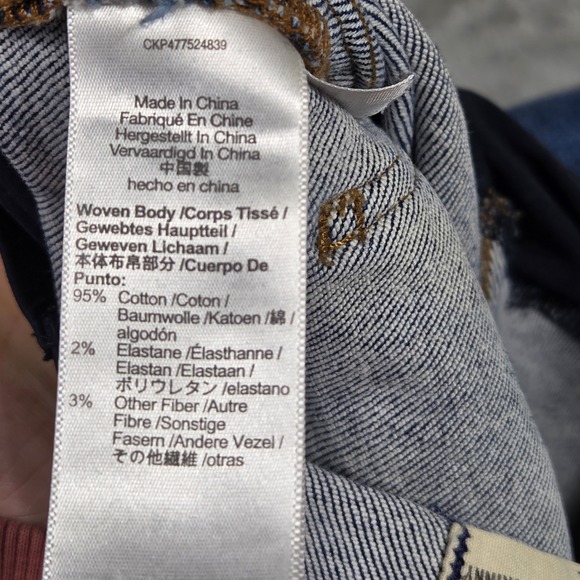 CKP477524839
Made In China
Fabriqué En Chine
Hergestellt In China
Vervaardigd In China
中国製
hecho en china
Woven Body /Corps Tissé /
Gewebtes Hauptteil /
Geweven Lichaam /
本体布帛部分 /Cuerpo De
Punto:
95% Cotton /Coton /
Baumwolle /Katoen /綿 /
algodón
2% Elastane /Élasthanne /
Elastan /Elastaan /
ポリウレタン /elastano
3% Other Fiber /Autre
Fibre /Sonstige
Fasern /Andere Vezel /
その他繊維 /otras